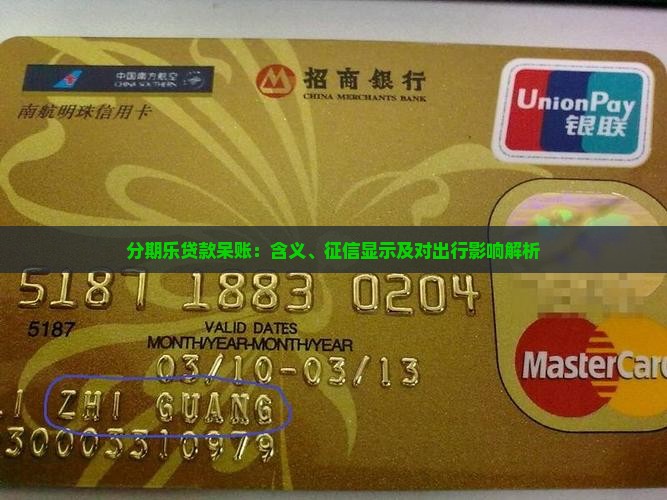 中国南方航空
CHINA SOUTHERN
招商銀行
CHINA MERCHANTS BANK
南航明珠信用卡
UnionPay
银联
分期乐贷款呆账：含义、征信显示及对出行影响解析
5187 1883 0204
5187
VALID DATES
MONTH/YEAR-MONTH/YEAR
03/10-03/13
MasterCard
ZHI GUANG